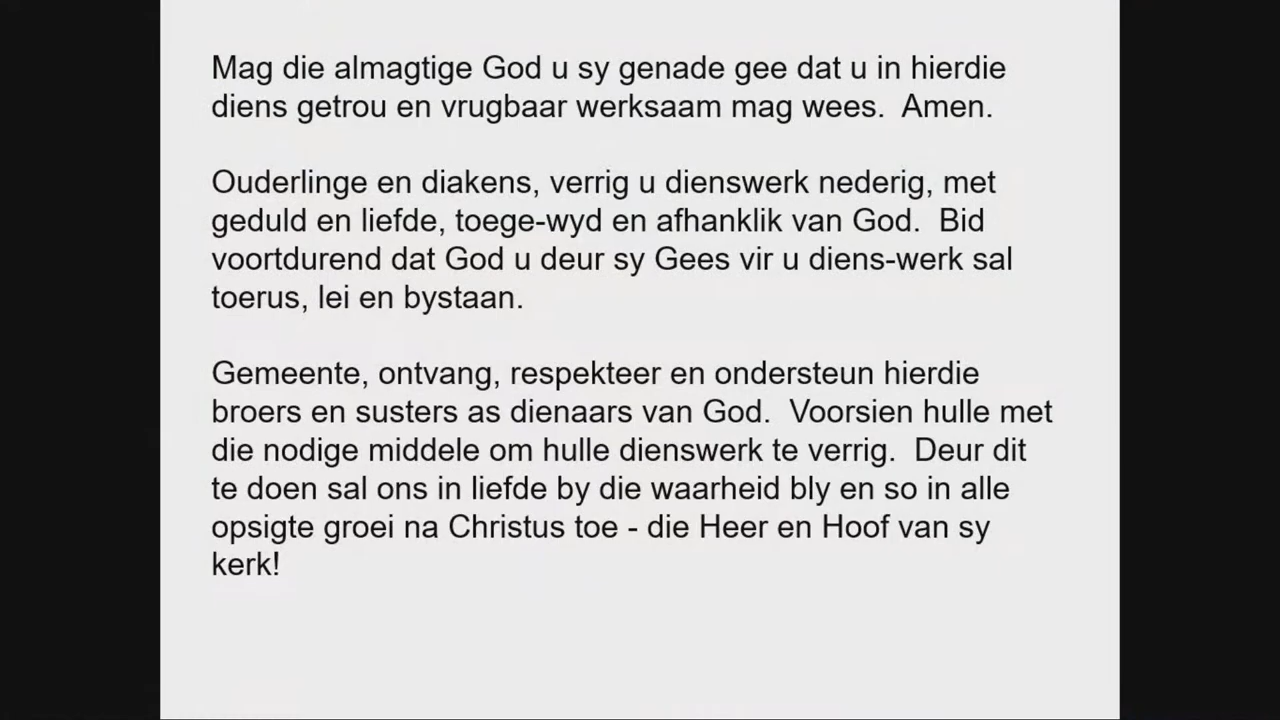 Mag die almagtige God u sy genade gee dat u in hierdie
diens getrou en vrugbaar werksaam mag wees.  Amen.
Ouderlinge en diakens, verrig u dienswerk nederig, met
geduld en liefde, toege-wyd en afhanklik van God.  Bid
voortdurend dat God u deur sy Gees vir u diens-werk sal
toerus, lei en bystaan.
Gemeente, ontvang, respekteer en ondersteun hierdie
broers en susters as dienaars van God.  Voorsien hulle met
die nodige middele om hulle dienswerk te verrig.  Deur dit
te doen sal ons in liefde by die waarheid bly en so in alle
opsigte groei na Christus toe - die Heer en Hoof van sy
kerk!